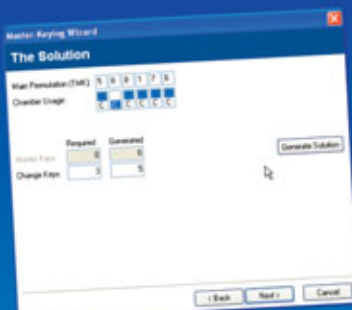 Master Keying Wizard
The Solution
Main Permutation (TMK): 5 8 0 1 7 6
Chamber Usage:
C C C C C C
Required Generated
Master Keys: 0 0
Change Keys: 3 5
Generate Solution
< Back Next > Cancel